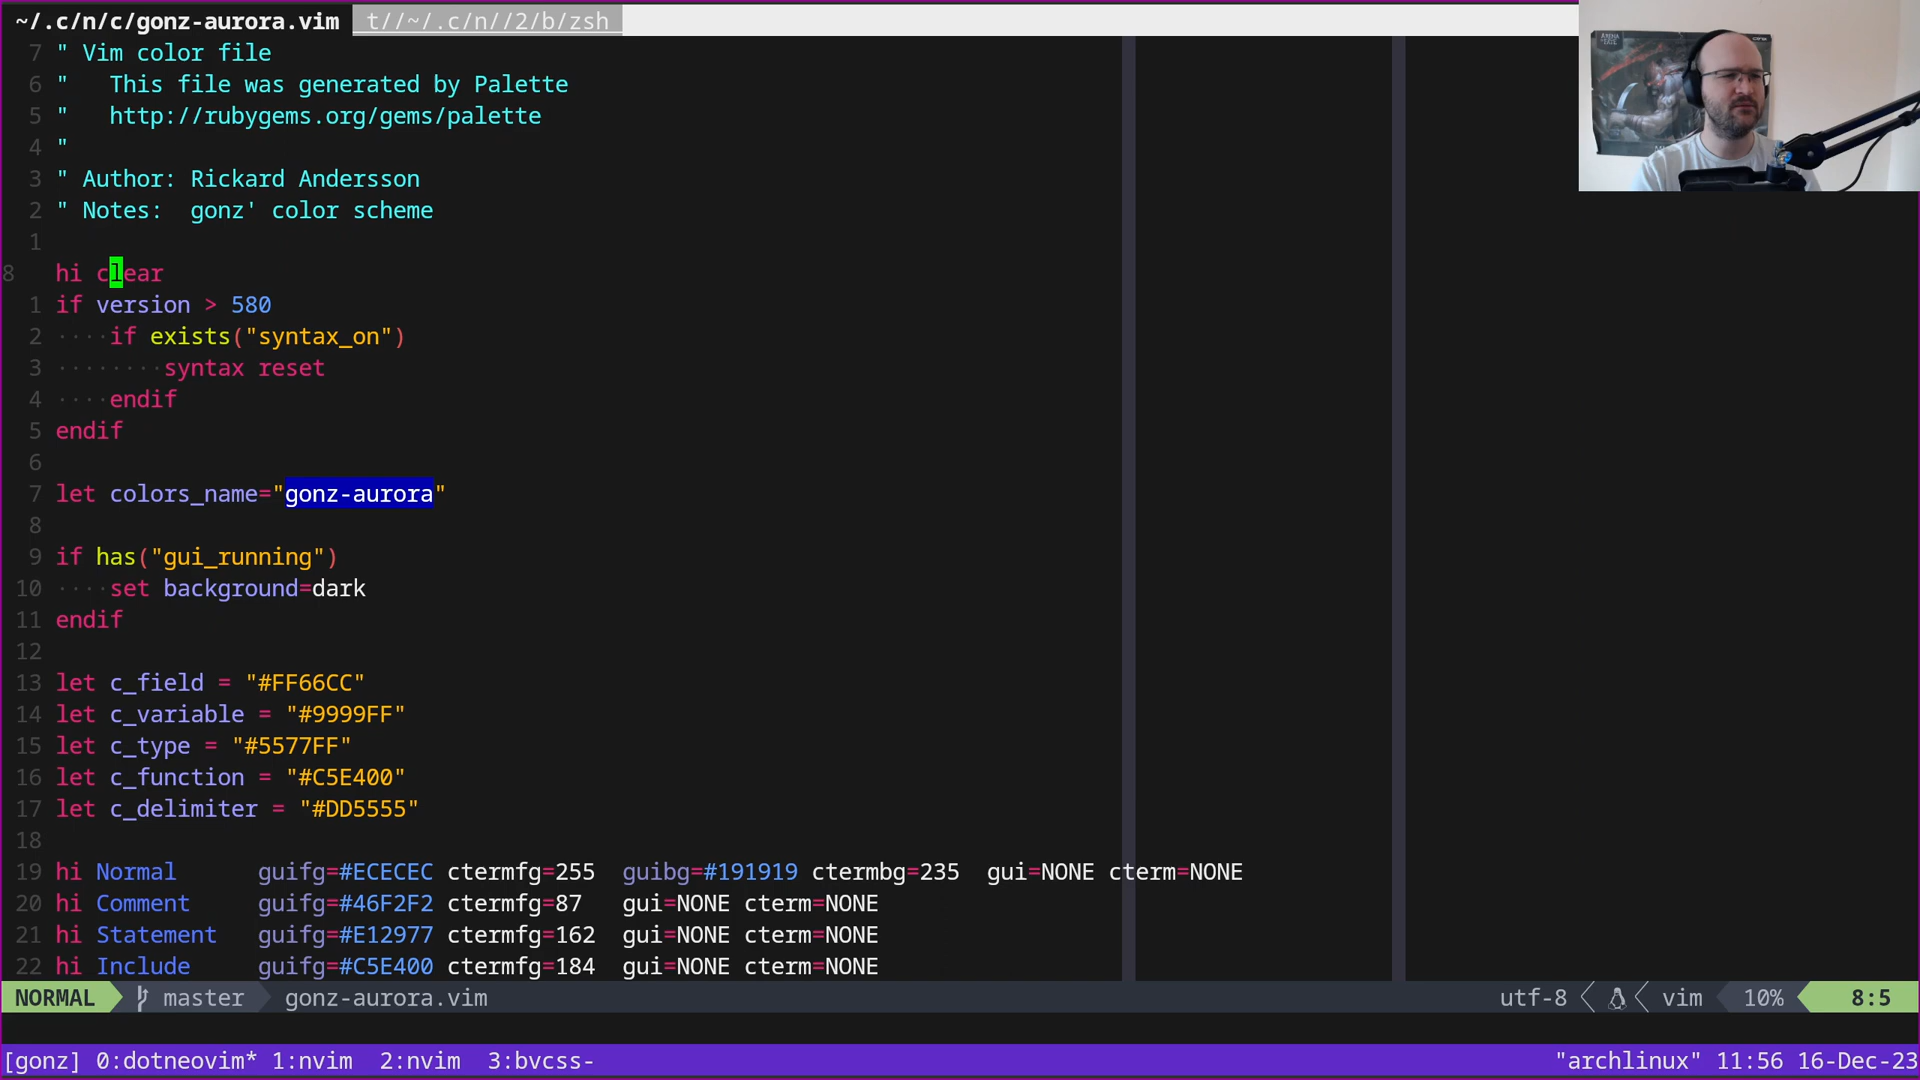 ~/.c/n/c/gonz-aurora.vim t//~/.c/n//2/b/zsh
7 " Vim color file
6 "   This file was generated by Palette
5 "   http://rubygems.org/gems/palette
4 "
3 " Author: Rickard Andersson
2 " Notes:  gonz' color scheme
1
8 hi clear
1 if version > 580
2 ····if exists("syntax_on")
3 ········syntax reset
4 ····endif
5 endif
6
7 let colors_name="gonz-aurora"
8
9 if has("gui_running")
10 ····set background=dark
11 endif
12
13 let c_field = "#FF66CC"
14 let c_variable = "#9999FF"
15 let c_type = "#5577FF"
16 let c_function = "#C5E400"
17 let c_delimiter = "#DD5555"
18
19 hi Normal      guifg=#ECECEC ctermfg=255  guibg=#191919 ctermbg=235  gui=NONE cterm=NONE
20 hi Comment     guifg=#46F2F2 ctermfg=87   gui=NONE cterm=NONE
21 hi Statement   guifg=#E12977 ctermfg=162  gui=NONE cterm=NONE
22 hi Include     guifg=#C5E400 ctermfg=184  gui=NONE cterm=NONE
NORMAL master gonz-aurora.vim utf-8 vim 10% 8:5
[gonz] 0:dotneovim* 1:nvim  2:nvim  3:bvcss- "archlinux" 11:56 16-Dec-23